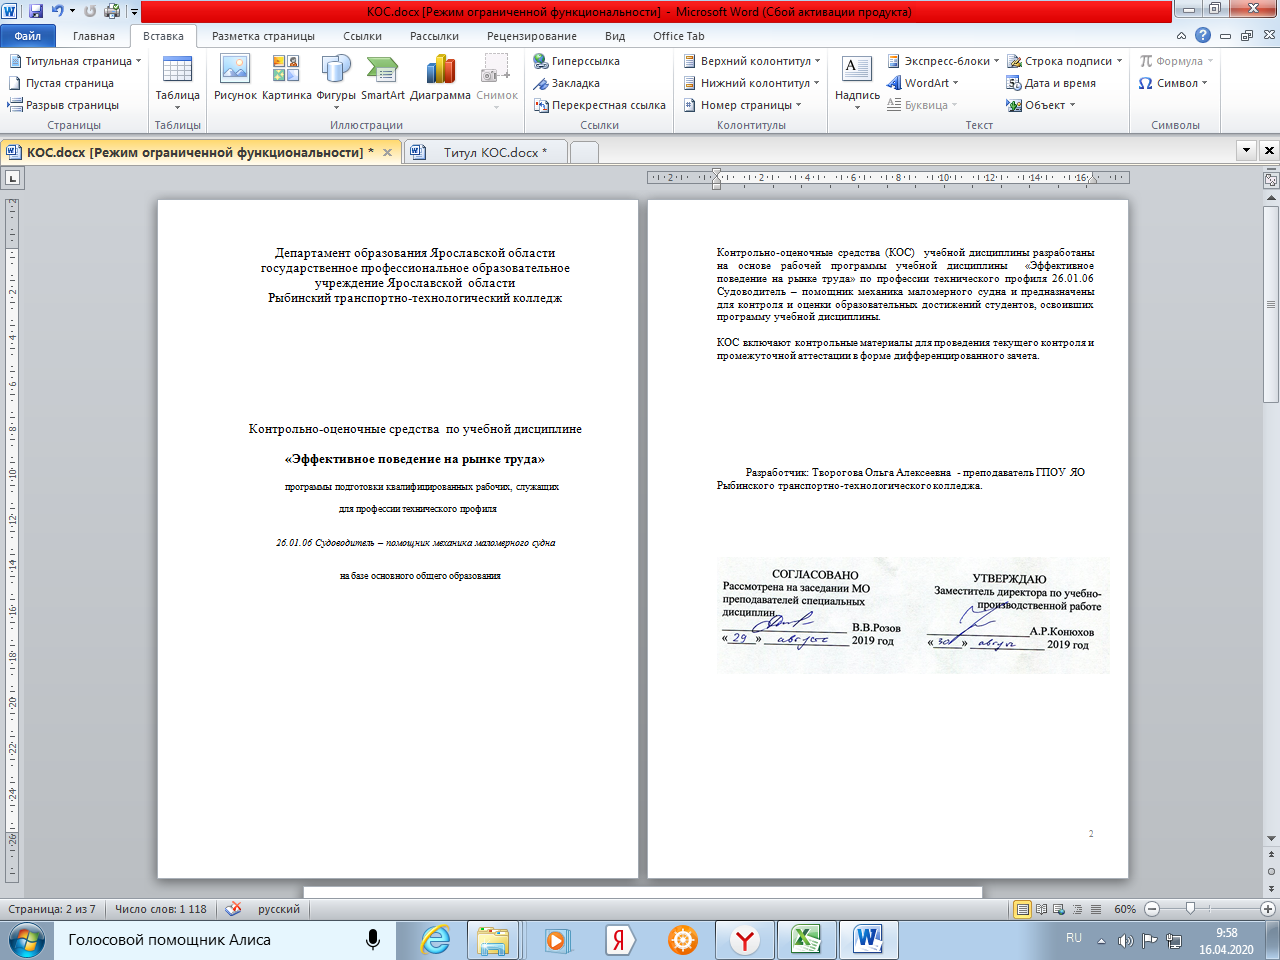 КОС.docx [Режим ограниченной функциональности] - Microsoft Word (Сбой активации продукта)
Файл Главная Вставка Разметка страницы Ссылки Рассылки Рецензирование Вид Office Tab
Титульная страница
Пустая страница
Разрыв страницы
Страницы
Таблица
Таблицы
Рисунок Картинка Фигуры SmartArt Диаграмма Снимок
Иллюстрации
Гиперссылка
Закладка
Перекрестная ссылка
Ссылки
Верхний колонтитул
Нижний колонтитул
Номер страницы
Колонтитулы
Надпись
Экспресс-блоки
WordArt
Буквица
Строка подписи
Дата и время
Объект
Текст
Формула
Символ
Символы
КОС.docx [Режим ограниченной функциональности] *
Титул КОС.docx *
Департамент образования Ярославской области
государственное профессиональное образовательное
учреждение Ярославской области
Рыбинский транспортно-технологический колледж
Контрольно-оценочные средства по учебной дисциплине
«Эффективное поведение на рынке труда»
программы подготовки квалифицированных рабочих, служащих
для профессии технического профиля
26.01.06 Судоводитель – помощник механика маломерного судна
на базе основного общего образования
Контрольно-оценочные средства (КОС) учебной дисциплины разработаны
на основе рабочей программы учебной дисциплины «Эффективное
поведение на рынке труда» по профессии технического профиля 26.01.06
Судоводитель – помощник механика маломерного судна и предназначены
для контроля и оценки образовательных достижений студентов, освоивших
программу учебной дисциплины.
КОС включают контрольные материалы для проведения текущего контроля и
промежуточной аттестации в форме дифференцированного зачета.
Разработчик: Творогова Ольга Алексеевна - преподаватель ГПОУ ЯО
Рыбинского транспортно-технологического колледжа.
СОГЛАСОВАНО
Рассмотрена на заседании МО
преподавателей специальных
дисциплин
В.В.Розов
«29» август 2019 год
УТВЕРЖДАЮ
Заместитель директора по учебно-
производственной работе
А.Р.Конюхов
«30» август 2019 год
2
Страница: 2 из 7 Число слов: 1 118 русский 60%
Голосовой помощник Алиса
RU
9:58
16.04.2020